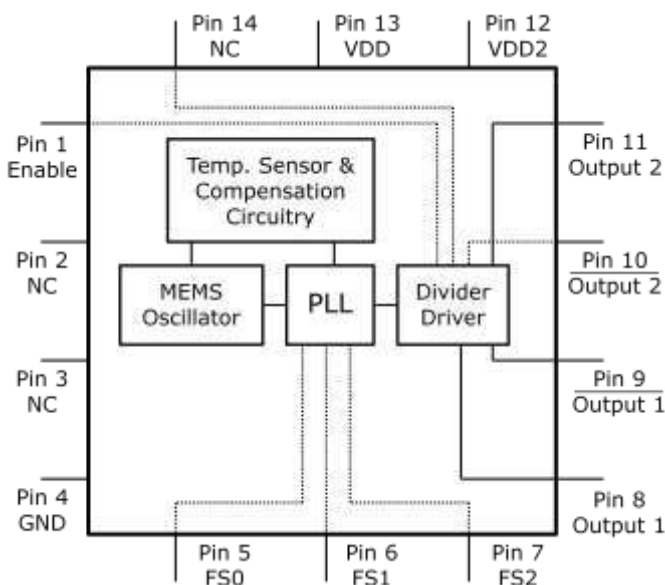 Pin 14
NC
Pin 13
VDD
Pin 12
VDD2
Pin 1
Enable
Pin 11
Output 2
Temp. Sensor &
Compensation
Circuitry
Pin 2
NC
Pin 10
Output 2
MEMS
Oscillator
PLL
Divider
Driver
Pin 3
NC
Pin 9
Output 1
Pin 4
GND
Pin 8
Output 1
Pin 5
FS0
Pin 6
FS1
Pin 7
FS2